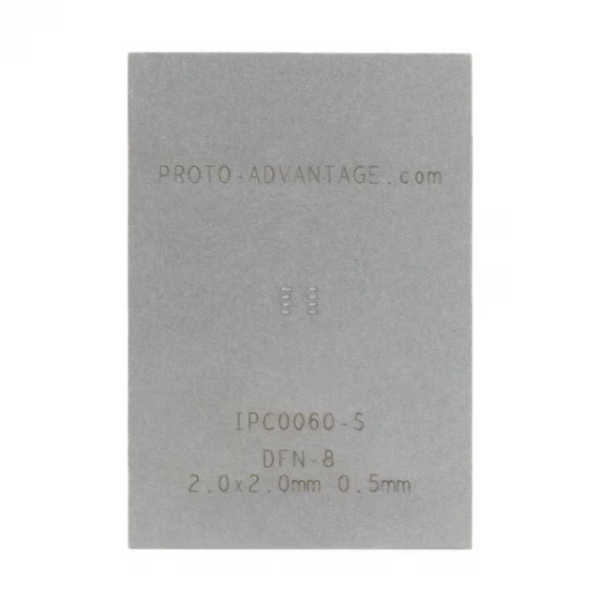 PROTO-ADVANTAGE.com
IPC0060-S
DFN-8
2.0x2.0mm 0.5mm